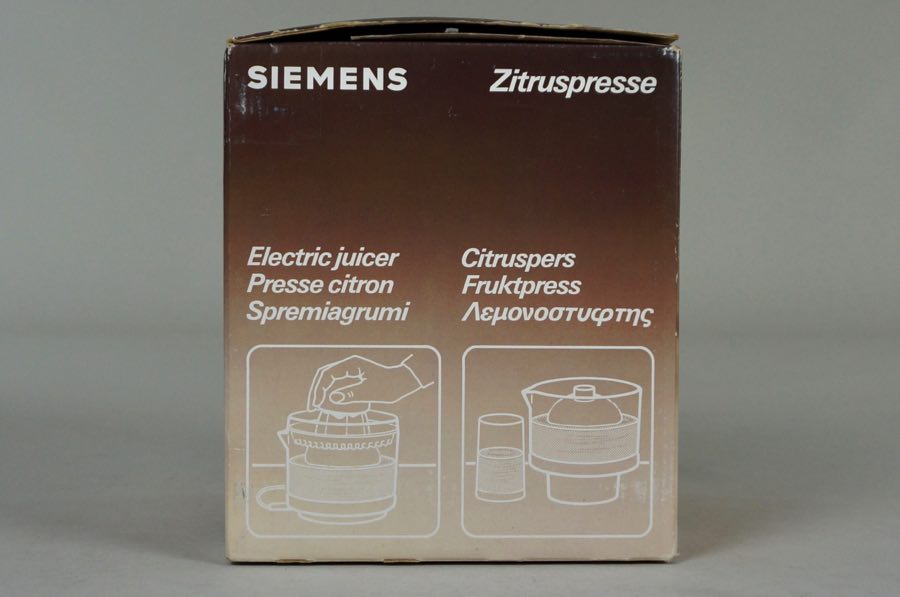 SIEMENS
Zitruspresse
Electric juicer
Presse citron
Spremiagrumi
Citruspers
Fruktpress
Λεμονοστυφτης